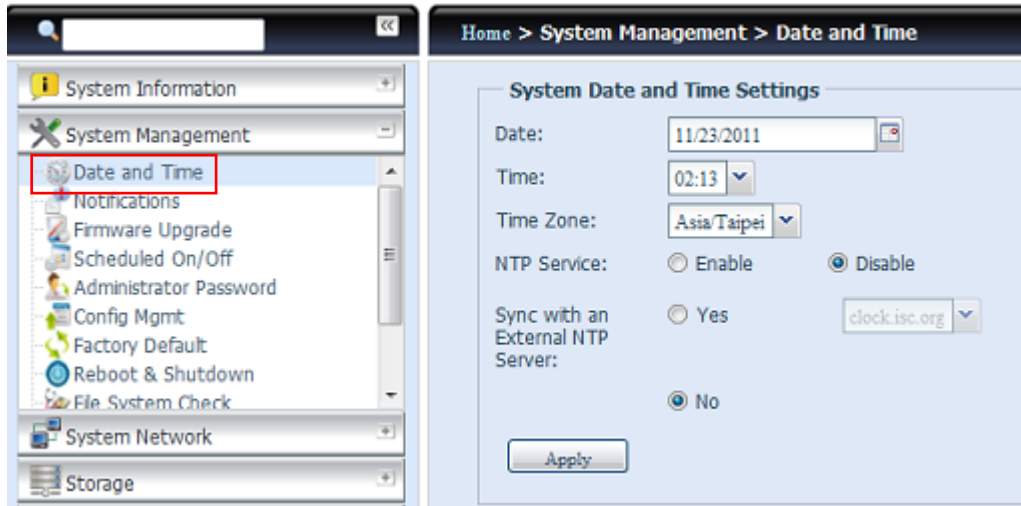 Home > System Management > Date and Time
System Information
System Management
Date and Time
Notifications
Firmware Upgrade
Scheduled On/Off
Administrator Password
Config Mgmt
Factory Default
Reboot & Shutdown
File System Check
System Network
Storage
System Date and Time Settings
Date: 11/23/2011
Time: 02:13
Time Zone: Asia/Taipei
NTP Service: Enable Disable
Sync with an External NTP Server: Yes clock.isc.org
No
Apply